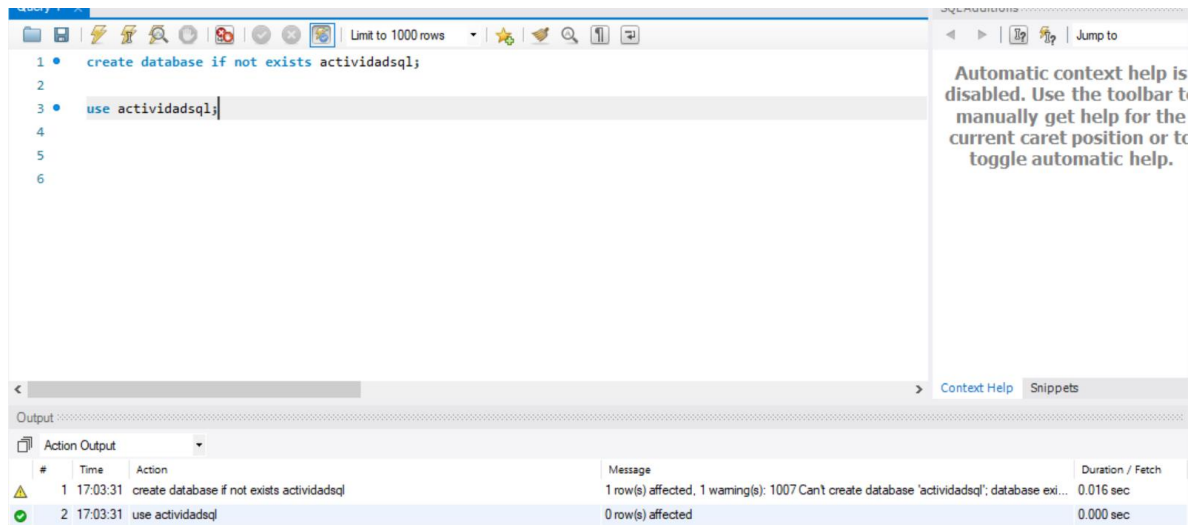 Query 1
SQLAdditions
Limit to 1000 rows
Jump to
1 create database if not exists actividadsql;
2
3 use actividadsql;
4
5
6
Automatic context help is
disabled. Use the toolbar to
manually get help for the
current caret position or to
toggle automatic help.
Context Help Snippets
Output
Action Output
# Time Action Message Duration / Fetch
1 17:03:31 create database if not exists actividadsql 1 row(s) affected, 1 warning(s): 1007 Can't create database 'actividadsql'; database exi... 0.016 sec
2 17:03:31 use actividadsql 0 row(s) affected 0.000 sec